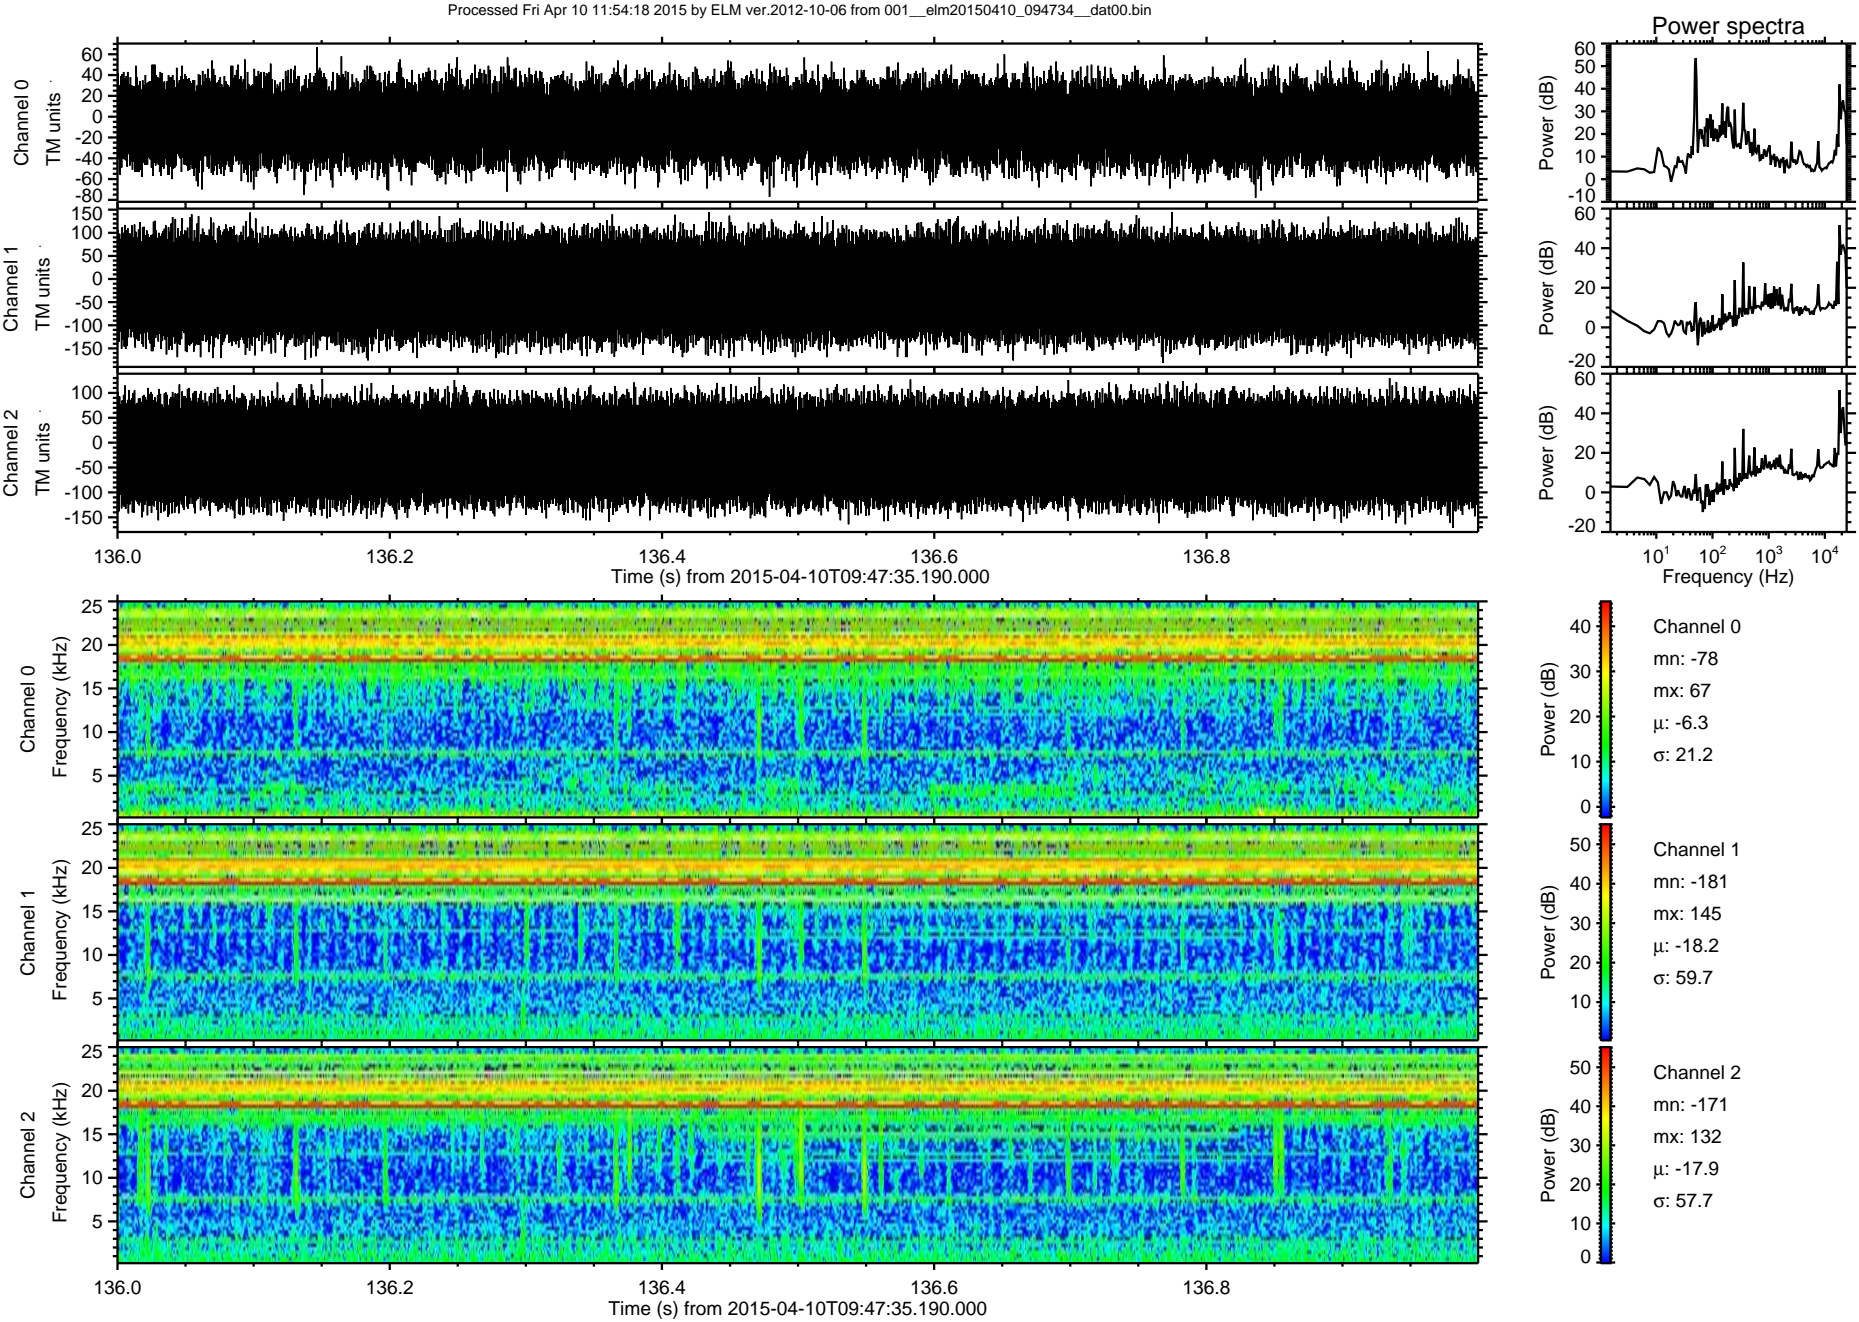 Processed Fri Apr 10 11:54:18 2015 by ELM ver.2012-10-06 from 001__elm20150410_094734__dat00.bin
Power spectra
Channel 0
TM units
60
40
20
0
-20
-40
-60
-80
Power (dB)
60
50
40
30
20
10
0
-10
Channel 1
TM units
150
100
50
0
-50
-100
-150
Power (dB)
60
40
20
0
-20
Channel 2
TM units
100
50
0
-50
-100
-150
Power (dB)
60
40
20
0
-20
136.0 136.2 136.4 136.6 136.8
Time (s) from 2015-04-10T09:47:35.190.000
10^1 10^2 10^3 10^4
Frequency (Hz)
Channel 0
Frequency (kHz)
25
20
15
10
5
Power (dB)
40
30
20
10
0
Channel 0
mn: -78
mx: 67
μ: -6.3
σ: 21.2
Channel 1
Frequency (kHz)
25
20
15
10
5
Power (dB)
50
40
30
20
10
Channel 1
mn: -181
mx: 145
μ: -18.2
σ: 59.7
Channel 2
Frequency (kHz)
25
20
15
10
5
Power (dB)
50
40
30
20
10
0
Channel 2
mn: -171
mx: 132
μ: -17.9
σ: 57.7
136.0 136.2 136.4 136.6 136.8
Time (s) from 2015-04-10T09:47:35.190.000